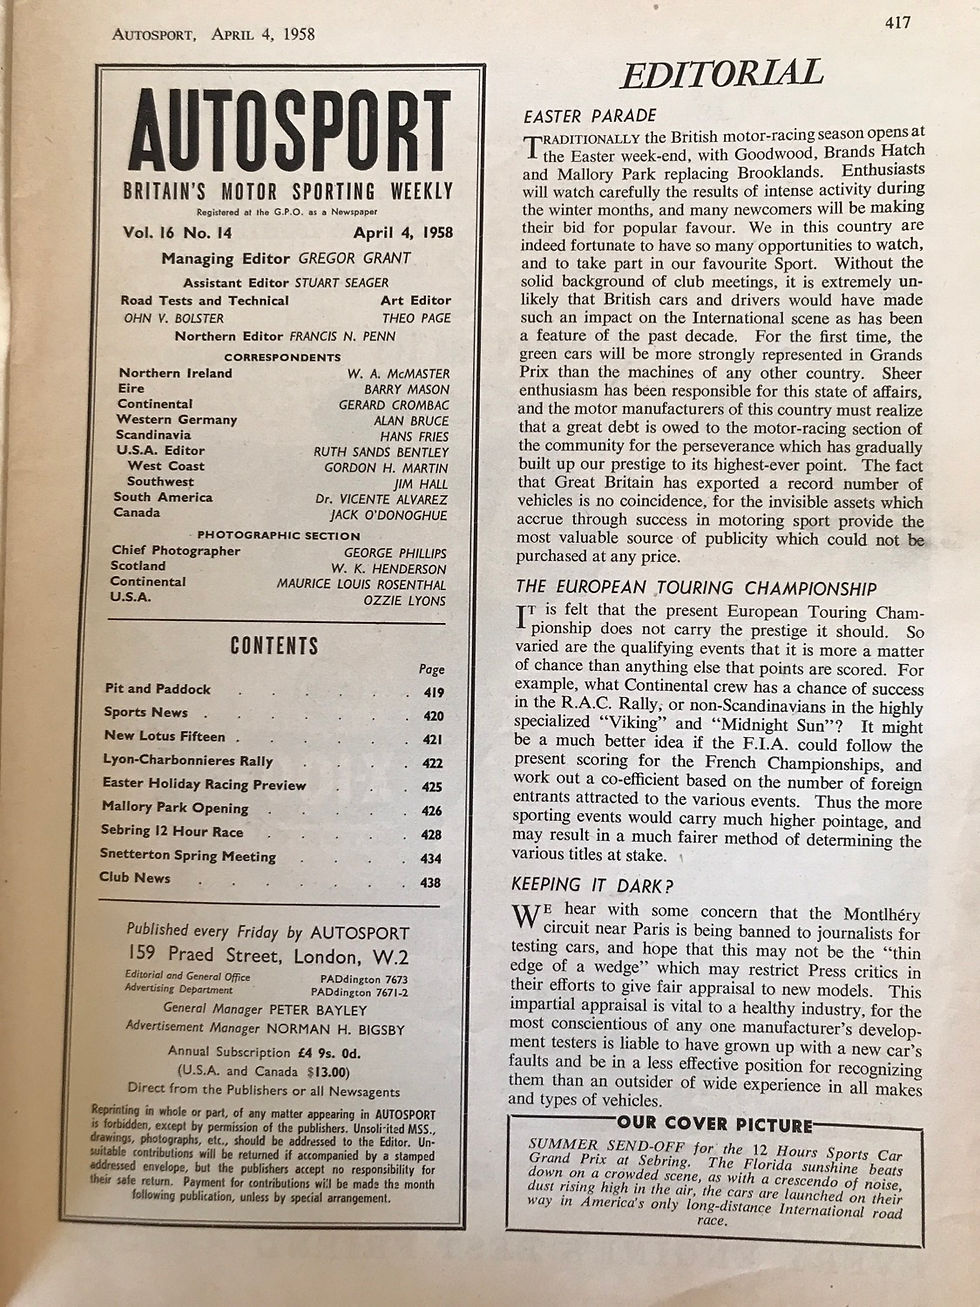 AUTOSPORT, APRIL 4, 1958
417
AUTOSPORT
BRITAIN'S MOTOR SPORTING WEEKLY
Registered at the G.P.O. as a Newspaper
Vol. 16 No. 14 April 4, 1958
Managing Editor GREGOR GRANT
Assistant Editor STUART SEAGER
Road Tests and Technical Art Editor
OHN V. BOLSTER THEO PAGE
Northern Editor FRANCIS N. PENN
CORRESPONDENTS
Northern Ireland W. A. McMASTER
Eire BARRY MASON
Continental GERARD CROMBAC
Western Germany ALAN BRUCE
Scandinavia HANS FRIES
U.S.A. Editor RUTH SANDS BENTLEY
West Coast GORDON H. MARTIN
Southwest JIM HALL
South America Dr. VICENTE ALVAREZ
Canada JACK O'DONOGHUE
PHOTOGRAPHIC SECTION
Chief Photographer GEORGE PHILLIPS
Scotland W. K. HENDERSON
Continental MAURICE LOUIS ROSENTHAL
U.S.A. OZZIE LYONS
CONTENTS
Page
Pit and Paddock . . . . . . 419
Sports News . . . . . . . 420
New Lotus Fifteen . . . . . . 421
Lyon-Charbonnieres Rally . . . . 422
Easter Holiday Racing Preview . . . 425
Mallory Park Opening . . . . . 426
Sebring 12 Hour Race . . . . . 428
Snetterton Spring Meeting . . . . 434
Club News . . . . . . . 438
Published every Friday by AUTOSPORT
159 Praed Street, London, W.2
Editorial and General Office PADdington 7673
Advertising Department PADdington 7671-2
General Manager PETER BAYLEY
Advertisement Manager NORMAN H. BIGSBY
Annual Subscription £4 9s. 0d.
(U.S.A. and Canada $13.00)
Direct from the Publishers or all Newsagents
Reprinting in whole or part, of any matter appearing in AUTOSPORT
is forbidden, except by permission of the publishers. Unsoli·ited MSS.,
drawings, photographs, etc., should be addressed to the Editor. Un-
suitable contributions will be returned if accompanied by a stamped
addressed envelope, but the publishers accept no responsibility for
their safe return. Payment for contributions will be made the month
following publication, unless by special arrangement.
EDITORIAL
EASTER PARADE
TRADITIONALLY the British motor-racing season opens at
the Easter week-end, with Goodwood, Brands Hatch
and Mallory Park replacing Brooklands. Enthusiasts
will watch carefully the results of intense activity during
the winter months, and many newcomers will be making
their bid for popular favour. We in this country are
indeed fortunate to have so many opportunities to watch,
and to take part in our favourite Sport. Without the
solid background of club meetings, it is extremely un-
likely that British cars and drivers would have made
such an impact on the International scene as has been
a feature of the past decade. For the first time, the
green cars will be more strongly represented in Grands
Prix than the machines of any other country. Sheer
enthusiasm has been responsible for this state of affairs,
and the motor manufacturers of this country must realize
that a great debt is owed to the motor-racing section of
the community for the perseverance which has gradually
built up our prestige to its highest-ever point. The fact
that Great Britain has exported a record number of
vehicles is no coincidence, for the invisible assets which
accrue through success in motoring sport provide the
most valuable source of publicity which could not be
purchased at any price.
THE EUROPEAN TOURING CHAMPIONSHIP
IT is felt that the present European Touring Cham-
pionship does not carry the prestige it should. So
varied are the qualifying events that it is more a matter
of chance than anything else that points are scored. For
example, what Continental crew has a chance of success
in the R.A.C. Rally, or non-Scandinavians in the highly
specialized "Viking" and "Midnight Sun"? It might
be a much better idea if the F.I.A. could follow the
present scoring for the French Championships, and
work out a co-efficient based on the number of foreign
entrants attracted to the various events. Thus the more
sporting events would carry much higher pointage, and
may result in a much fairer method of determining the
various titles at stake.
KEEPING IT DARK?
WE hear with some concern that the Montlhéry
circuit near Paris is being banned to journalists for
testing cars, and hope that this may not be the "thin
edge of a wedge" which may restrict Press critics in
their efforts to give fair appraisal to new models. This
impartial appraisal is vital to a healthy industry, for the
most conscientious of any one manufacturer's develop-
ment testers is liable to have grown up with a new car's
faults and be in a less effective position for recognizing
them than an outsider of wide experience in all makes
and types of vehicles.
OUR COVER PICTURE
SUMMER SEND-OFF for the 12 Hours Sports Car
Grand Prix at Sebring. The Florida sunshine beats
down on a crowded scene, as with a crescendo of noise,
dust rising high in the air, the cars are launched on their
way in America's only long-distance International road
race.